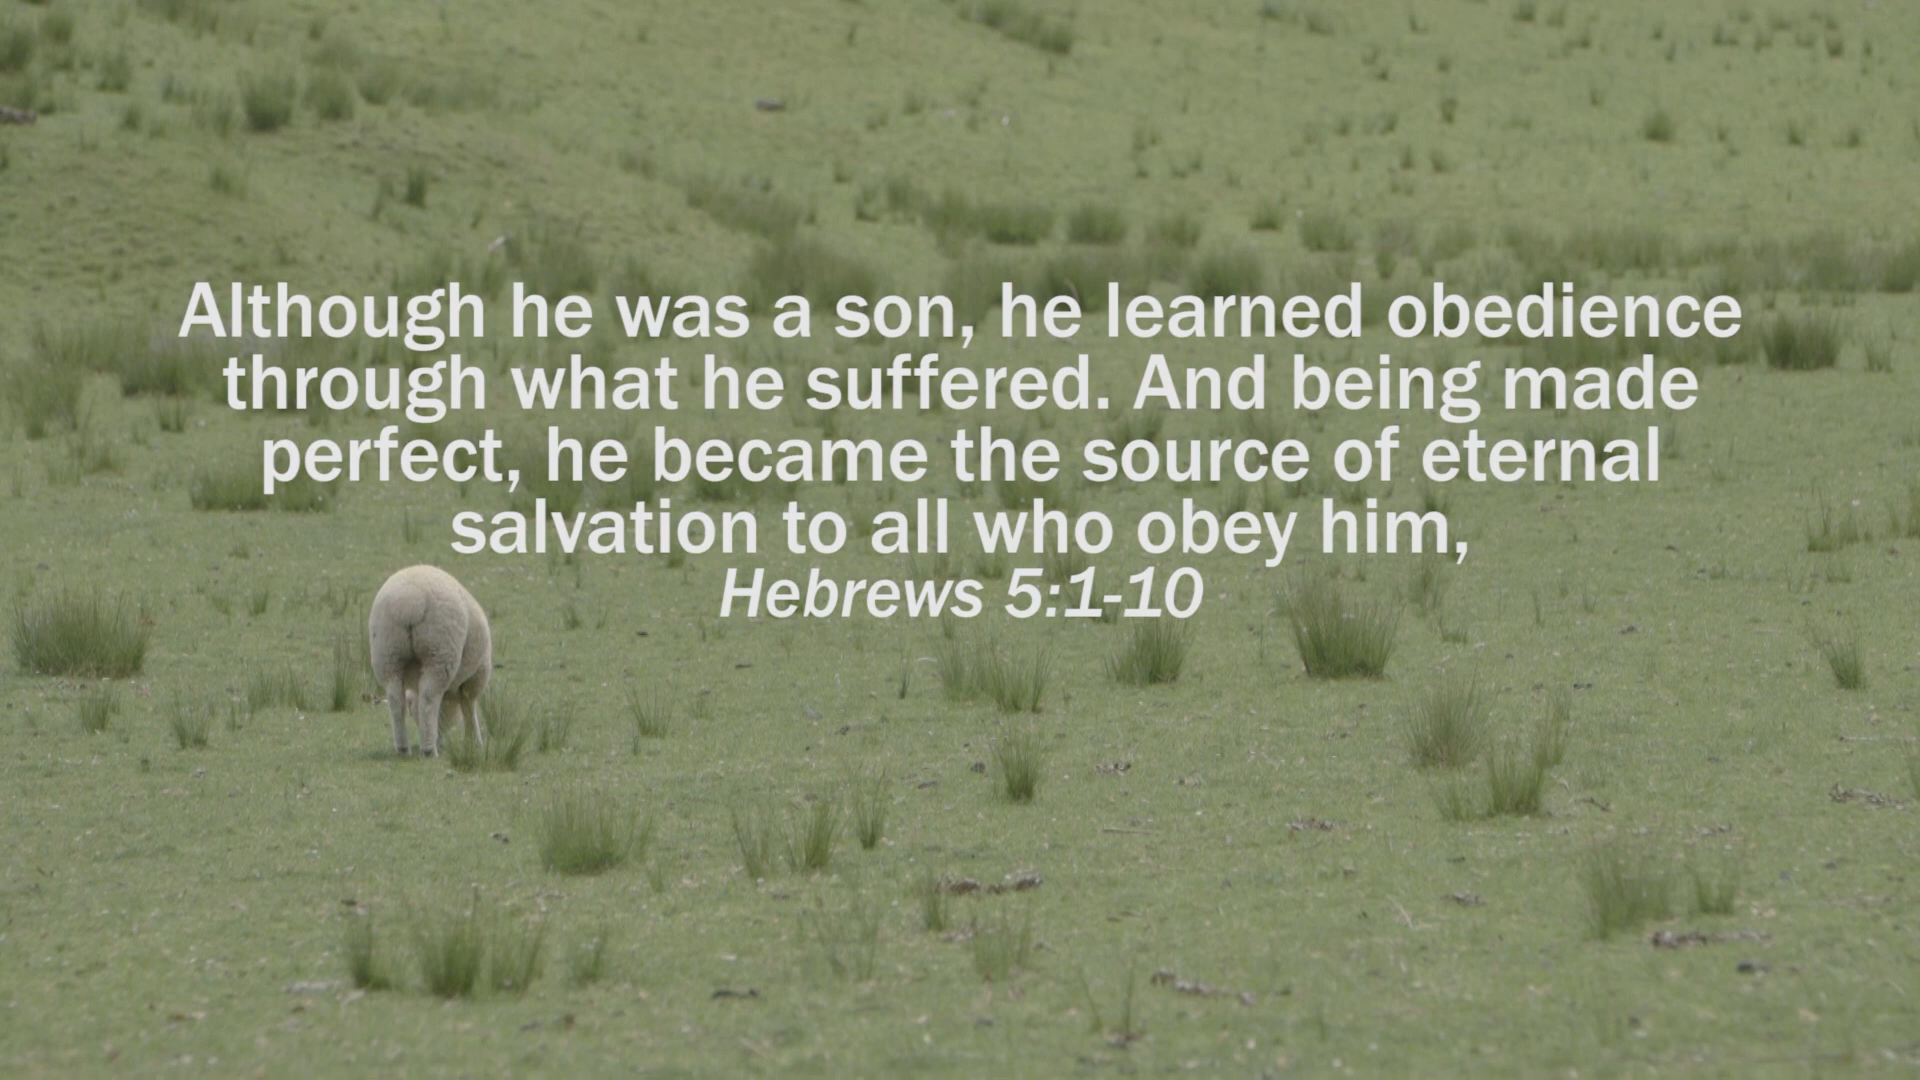 Although he was a son, he learned obedience
through what he suffered. And being made
perfect, he became the source of eternal
salvation to all who obey him,
Hebrews 5:1-10